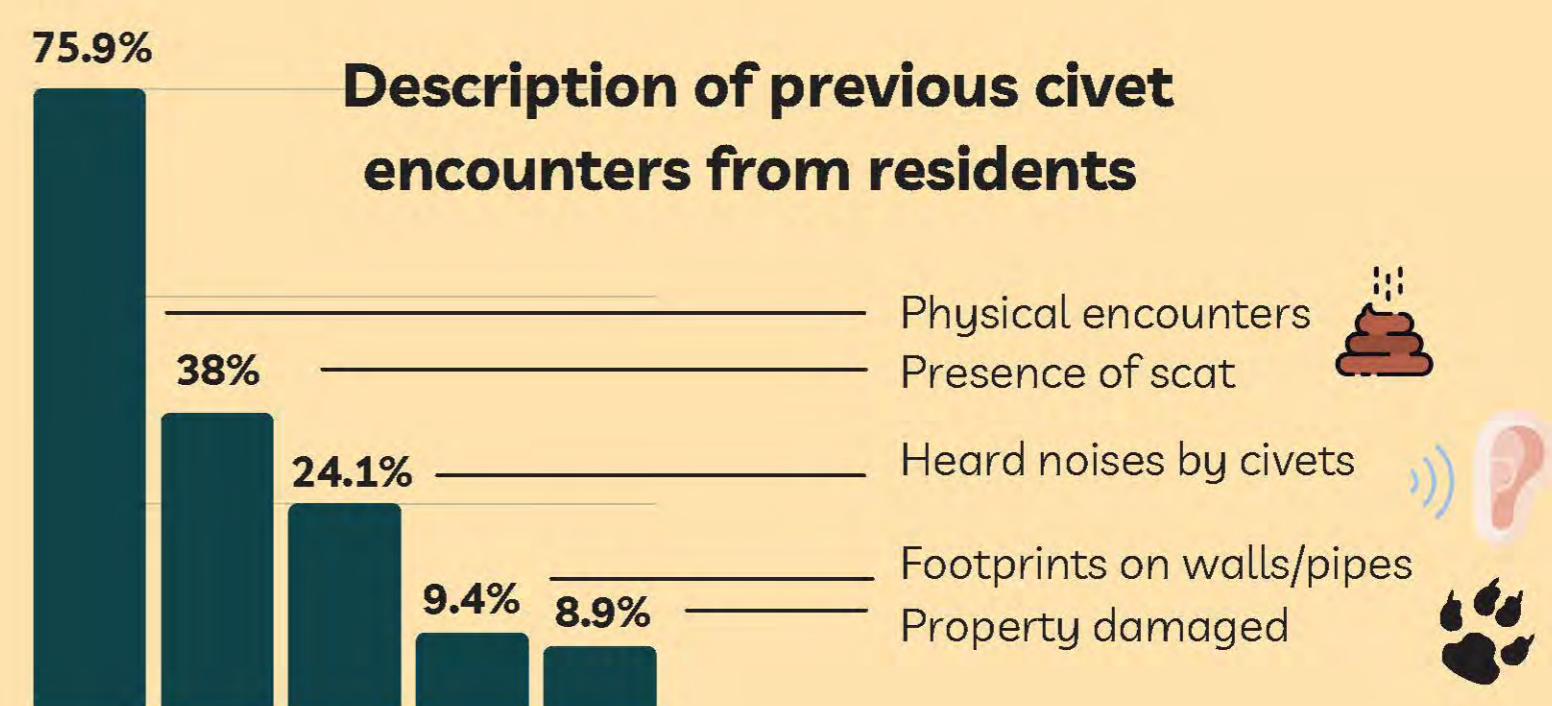 75.9%
Description of previous civet
encounters from residents
Physical encounters
38%
Presence of scat
24.1%
Heard noises by civets
9.4%
Footprints on walls/pipes
8.9%
Property damaged